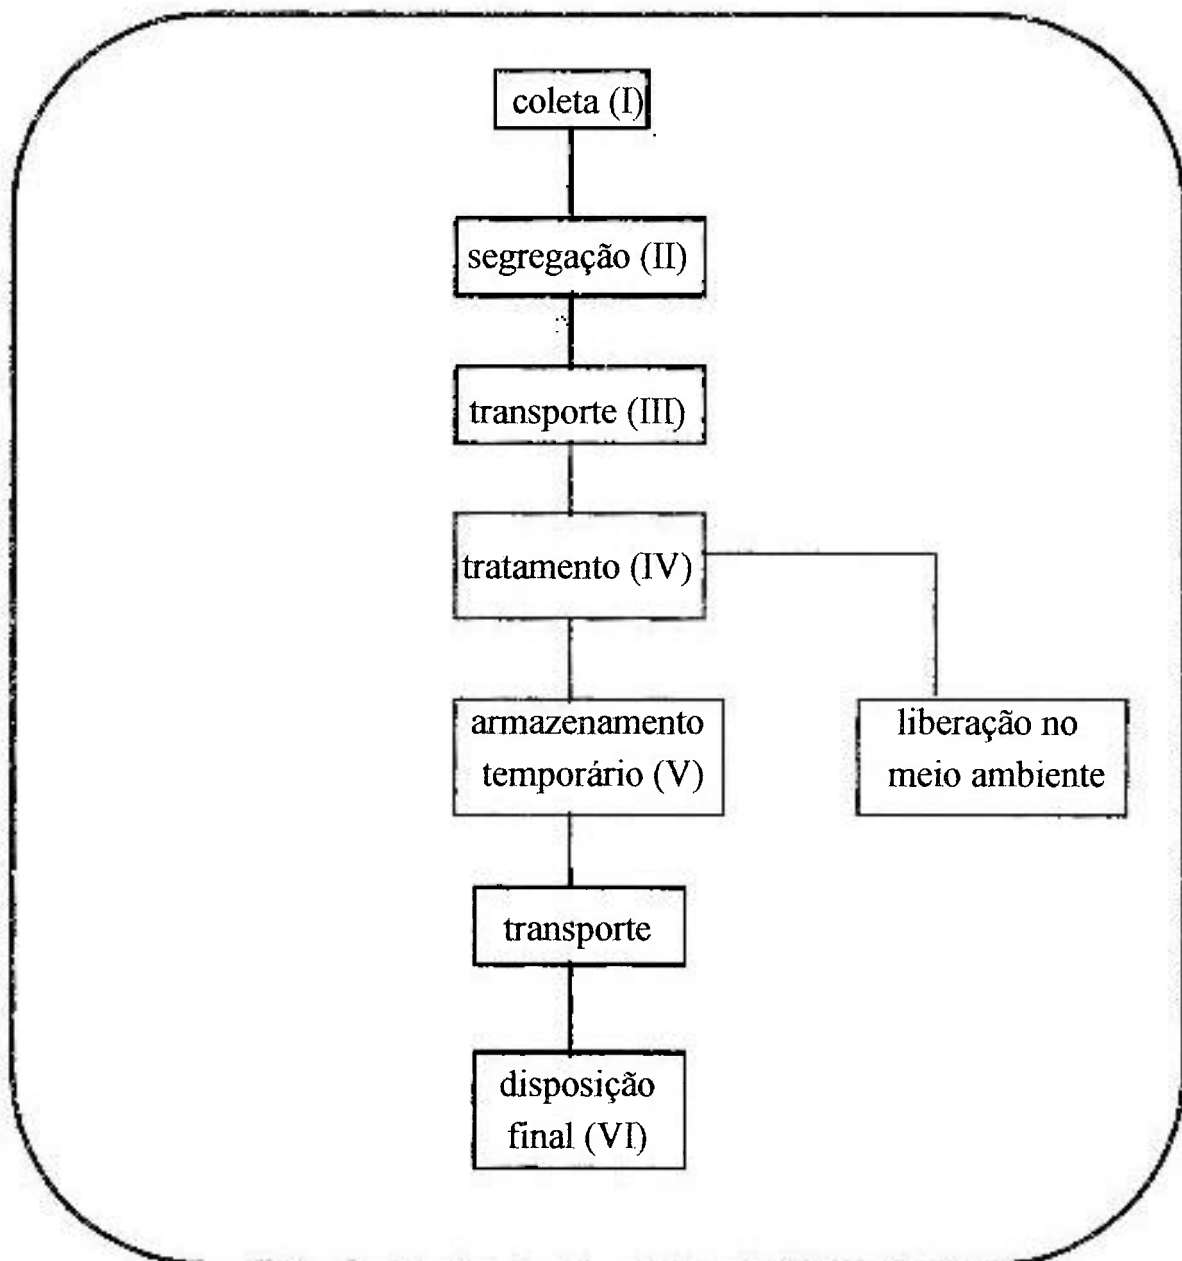 coleta (I)
segregação (II)
transporte (III)
tratamento (IV)
armazenamento
temporário (V)
liberação no
meio ambiente
transporte
disposição
final (VI)